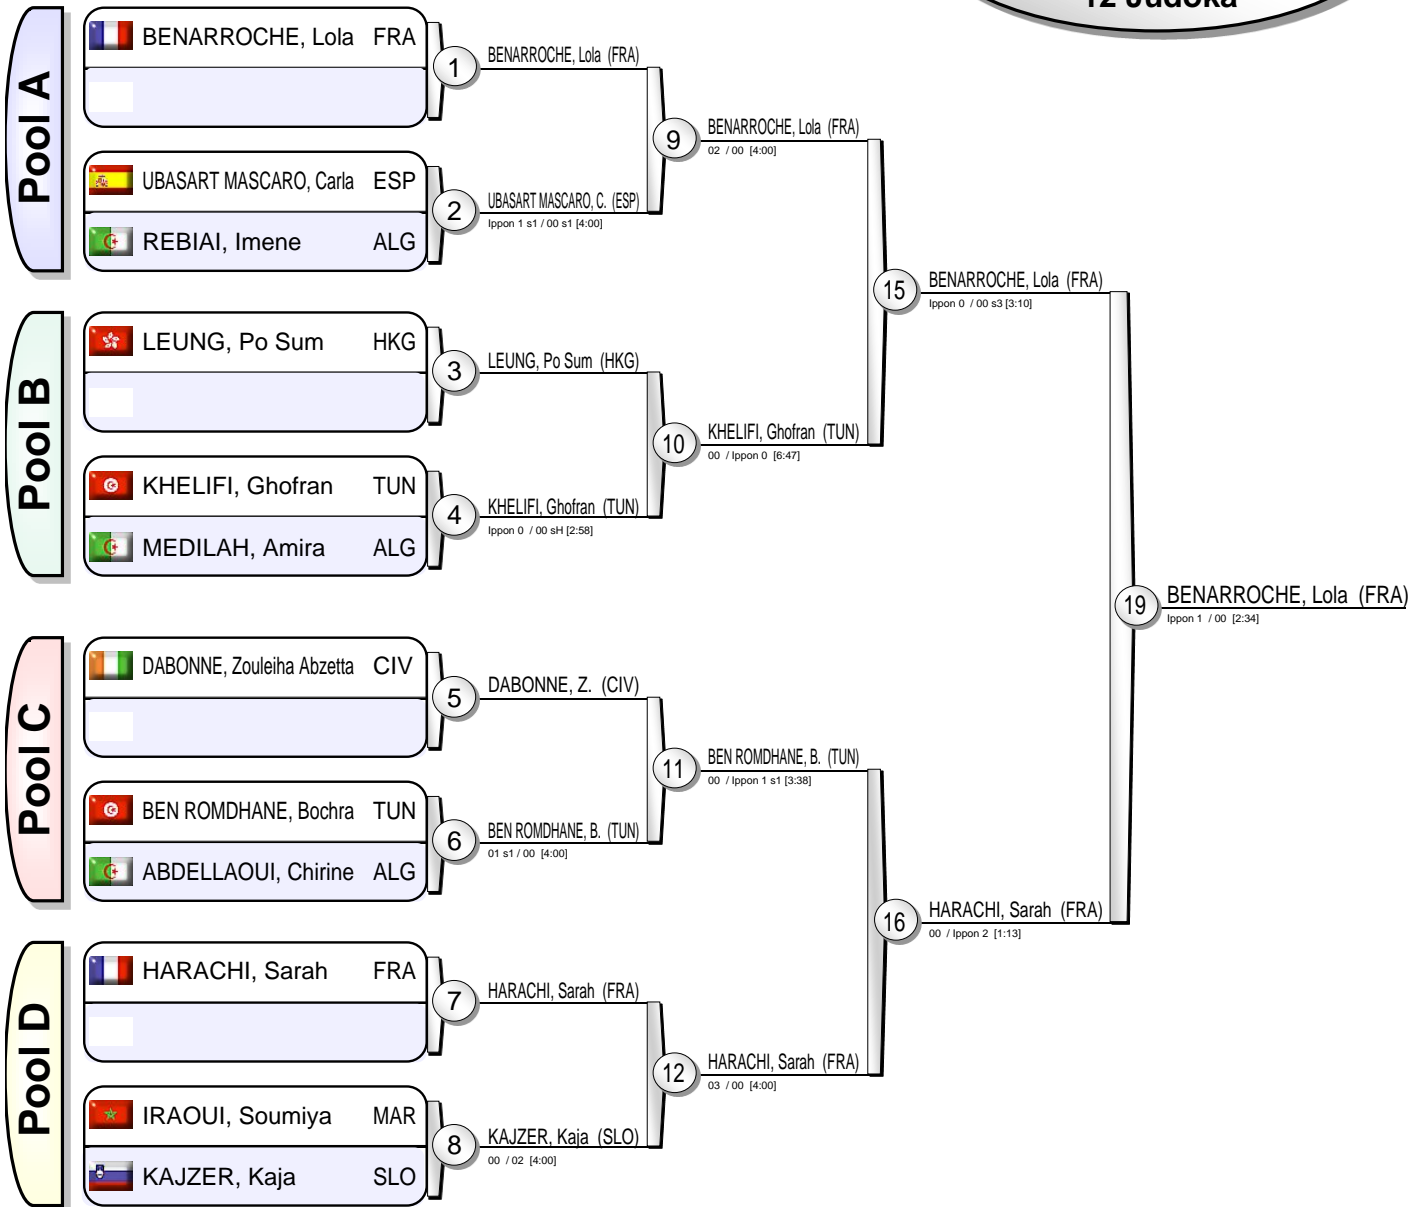 12 Judoka
Pool A
BENARROCHE, Lola FRA
1
BENARROCHE, Lola (FRA)
UBASART MASCARO, Carla ESP
REBIAI, Imene ALG
2
UBASART MASCARO, C. (ESP)
Ippon 1 s1 / 00 s1 [4:00]
9
BENARROCHE, Lola (FRA)
02 / 00 [4:00]
Pool B
LEUNG, Po Sum HKG
3
LEUNG, Po Sum (HKG)
KHELIFI, Ghofran TUN
MEDILAH, Amira ALG
4
KHELIFI, Ghofran (TUN)
Ippon 0 / 00 sH [2:58]
10
KHELIFI, Ghofran (TUN)
00 / Ippon 0 [6:47]
15
BENARROCHE, Lola (FRA)
Ippon 0 / 00 s3 [3:10]
Pool C
DABONNE, Zouleiha Abzetta CIV
5
DABONNE, Z. (CIV)
BEN ROMDHANE, Bochra TUN
ABDELLAOUI, Chirine ALG
6
BEN ROMDHANE, B. (TUN)
01 s1 / 00 [4:00]
11
BEN ROMDHANE, B. (TUN)
00 / Ippon 1 s1 [3:38]
Pool D
HARACHI, Sarah FRA
7
HARACHI, Sarah (FRA)
IRAOUI, Soumiya MAR
KAJZER, Kaja SLO
8
KAJZER, Kaja (SLO)
00 / 02 [4:00]
12
HARACHI, Sarah (FRA)
03 / 00 [4:00]
16
HARACHI, Sarah (FRA)
00 / Ippon 2 [1:13]
19
BENARROCHE, Lola (FRA)
Ippon 1 / 00 [2:34]